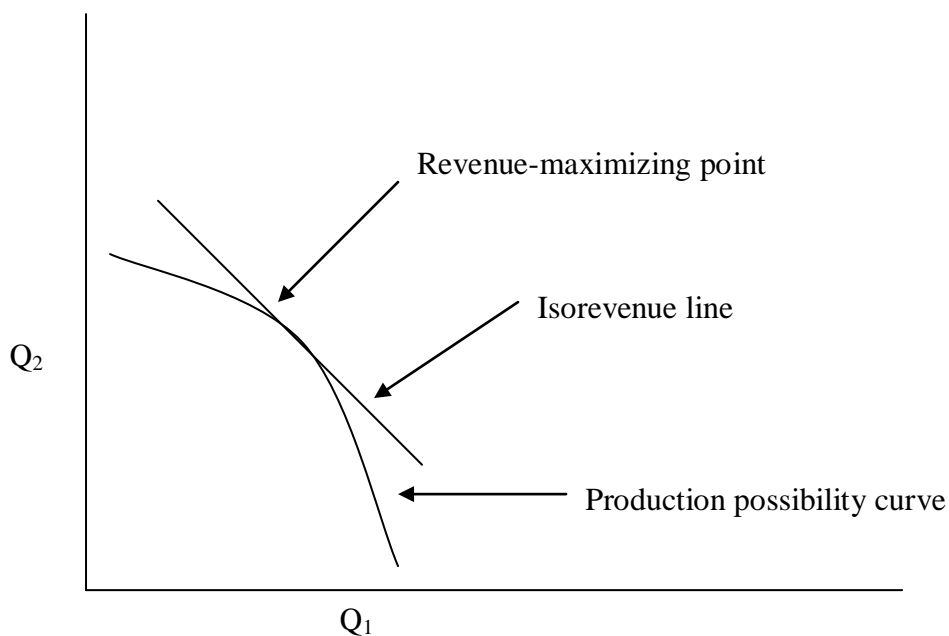 Revenue-maximizing point
Isorevenue line
Q₂
Production possibility curve
Q₁